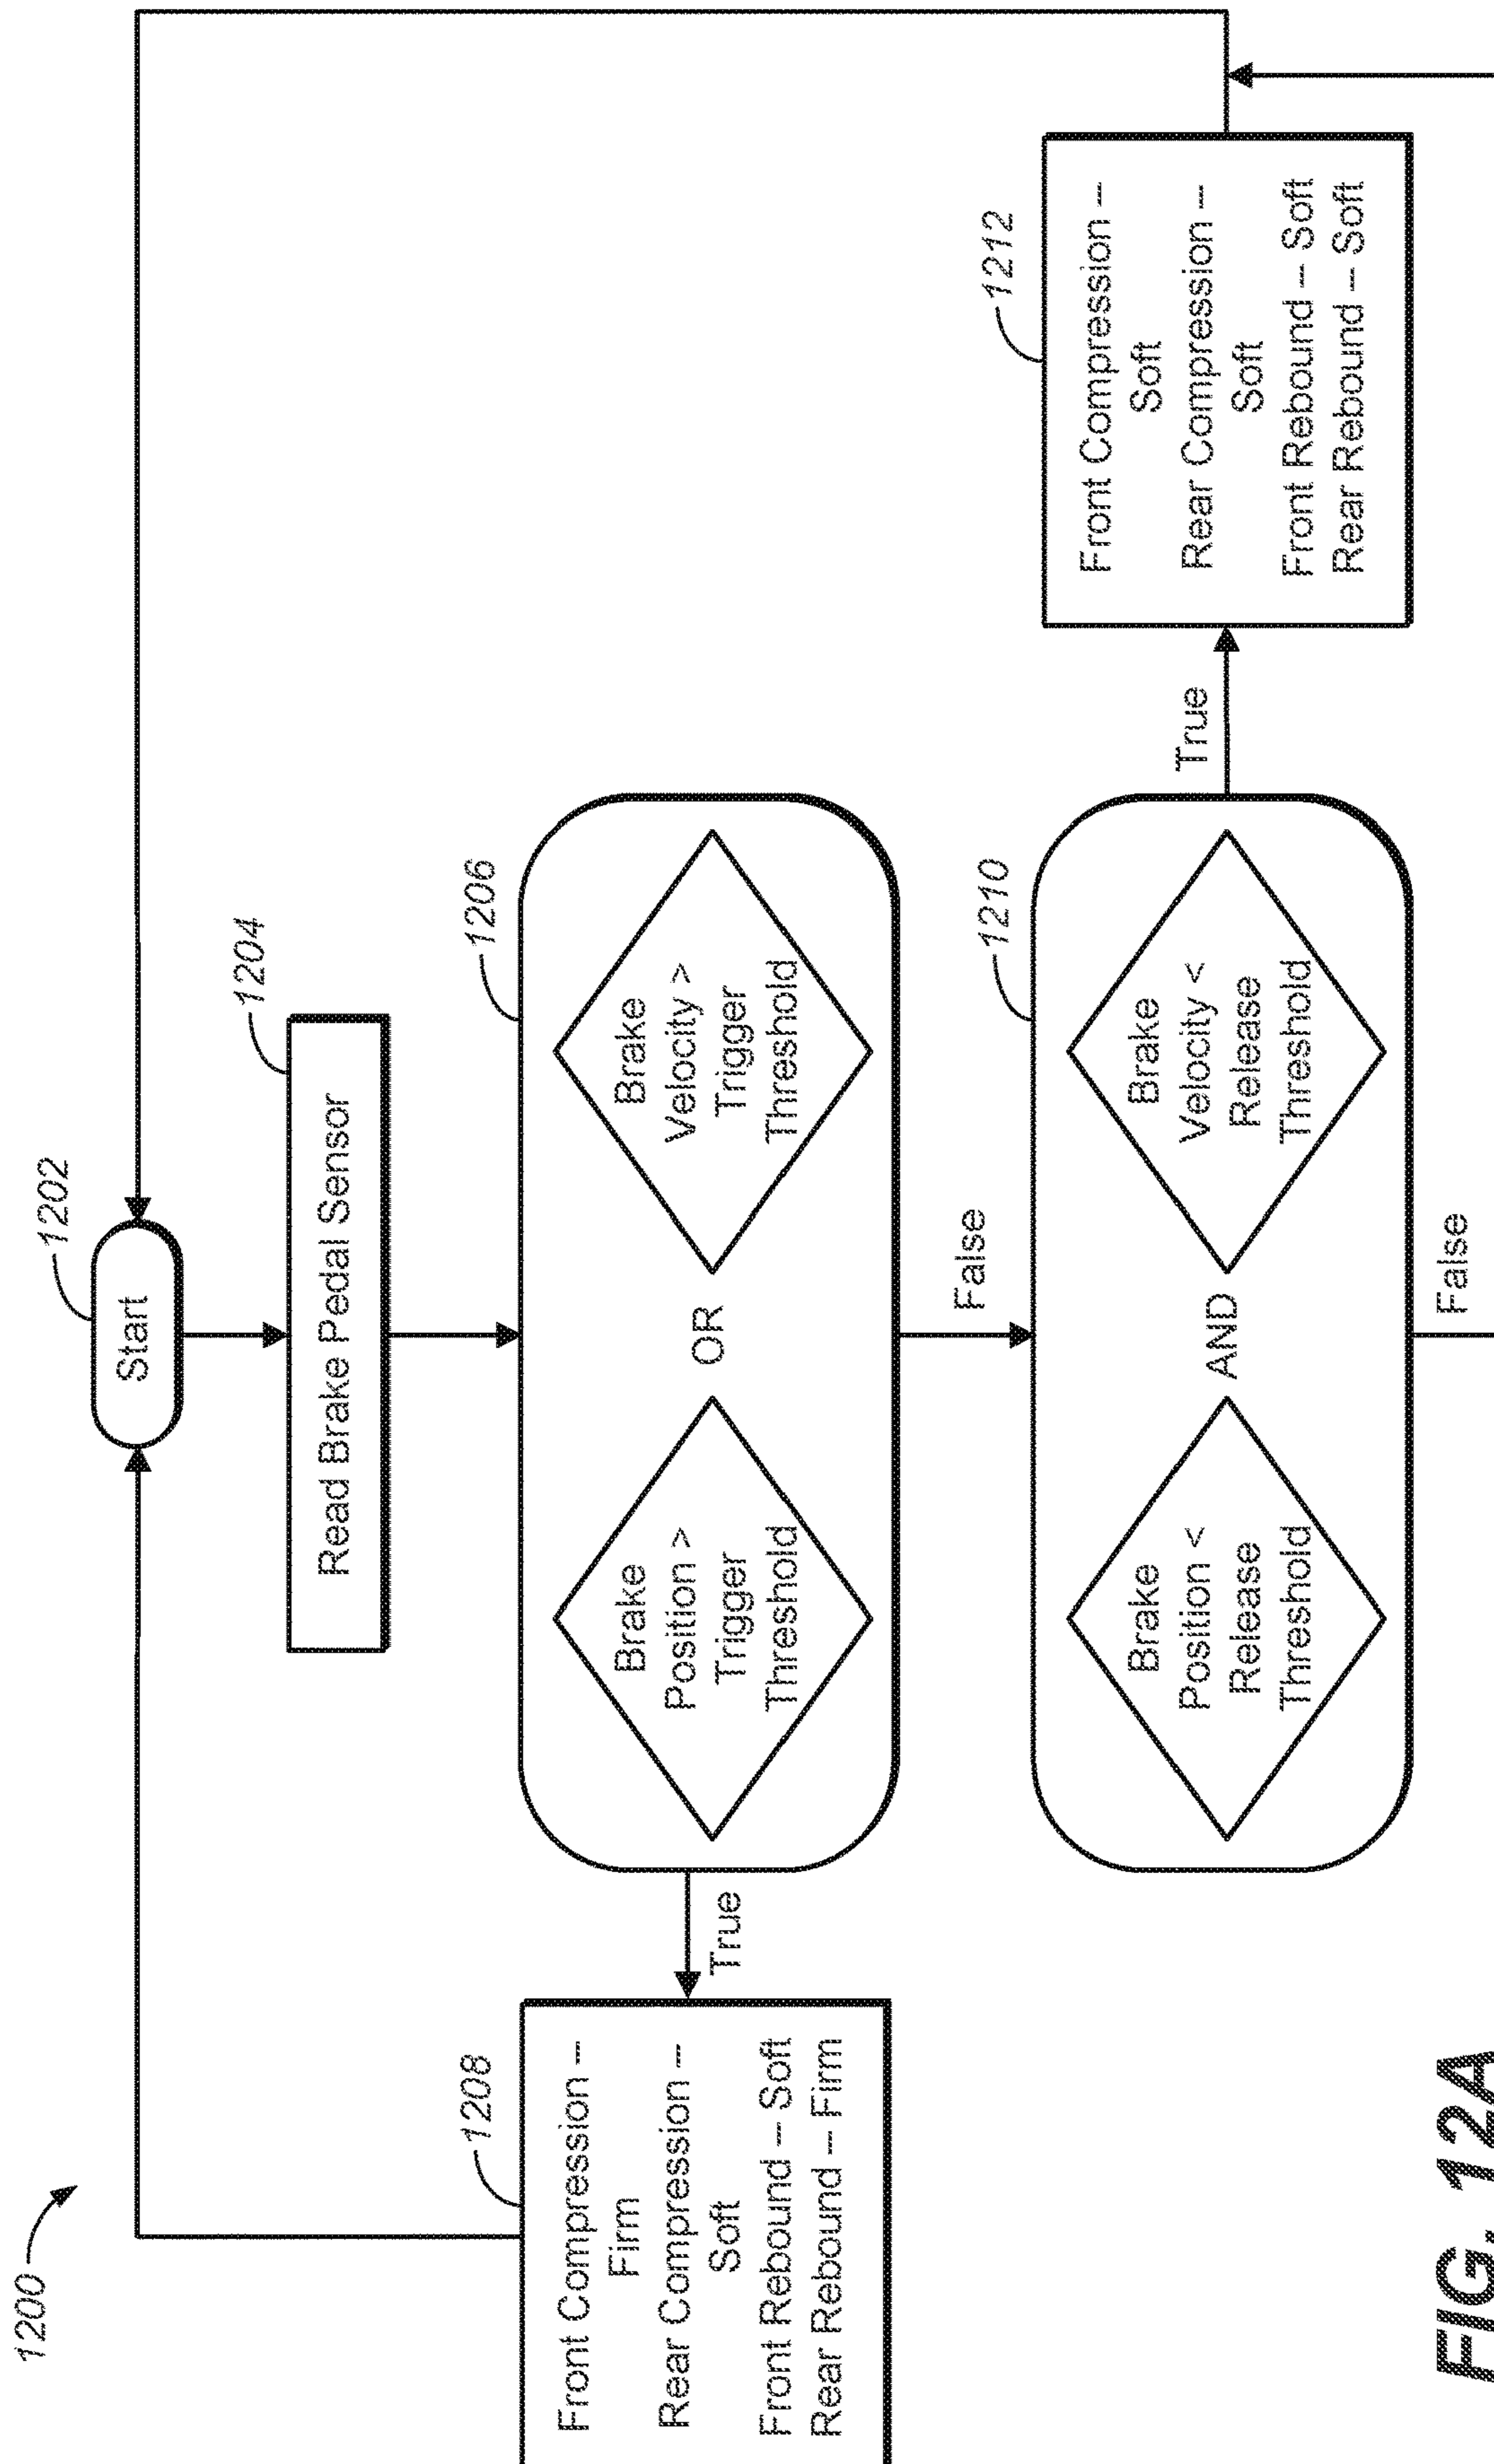 1200
1202
Start
1204
Read Brake Pedal Sensor
1206
Brake
Position >
Trigger
Threshold
OR
Brake
Velocity >
Trigger
Threshold
True
1208
Front Compression –
Firm
Rear Compression –
Soft
Front Rebound – Soft
Rear Rebound – Firm
False
1210
Brake
Position <
Release
Threshold
AND
Brake
Velocity <
Release
Threshold
True
1212
Front Compression –
Soft
Rear Compression –
Soft
Front Rebound – Soft
Rear Rebound – Soft
False
FIG. 12A